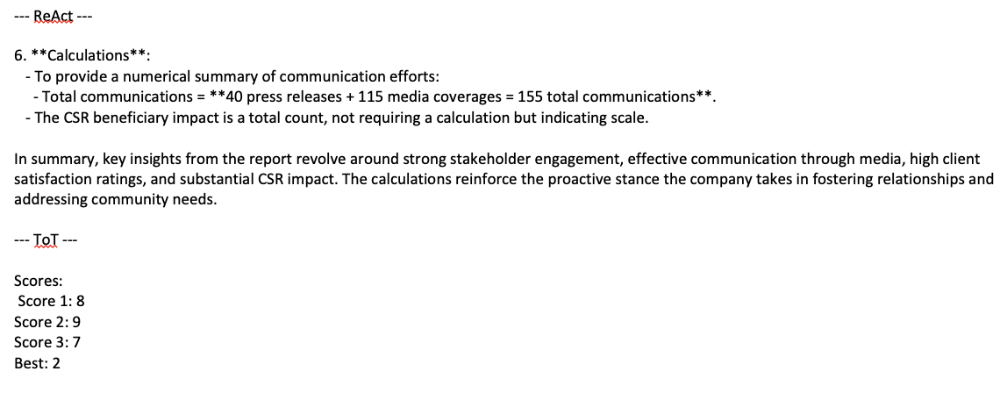 --- ReAct ---
6. **Calculations**:
- To provide a numerical summary of communication efforts:
- Total communications = **40 press releases + 115 media coverages = 155 total communications**.
- The CSR beneficiary impact is a total count, not requiring a calculation but indicating scale.
In summary, key insights from the report revolve around strong stakeholder engagement, effective communication through media, high client
satisfaction ratings, and substantial CSR impact. The calculations reinforce the proactive stance the company takes in fostering relationships and
addressing community needs.
--- ToT ---
Scores:
Score 1: 8
Score 2: 9
Score 3: 7
Best: 2